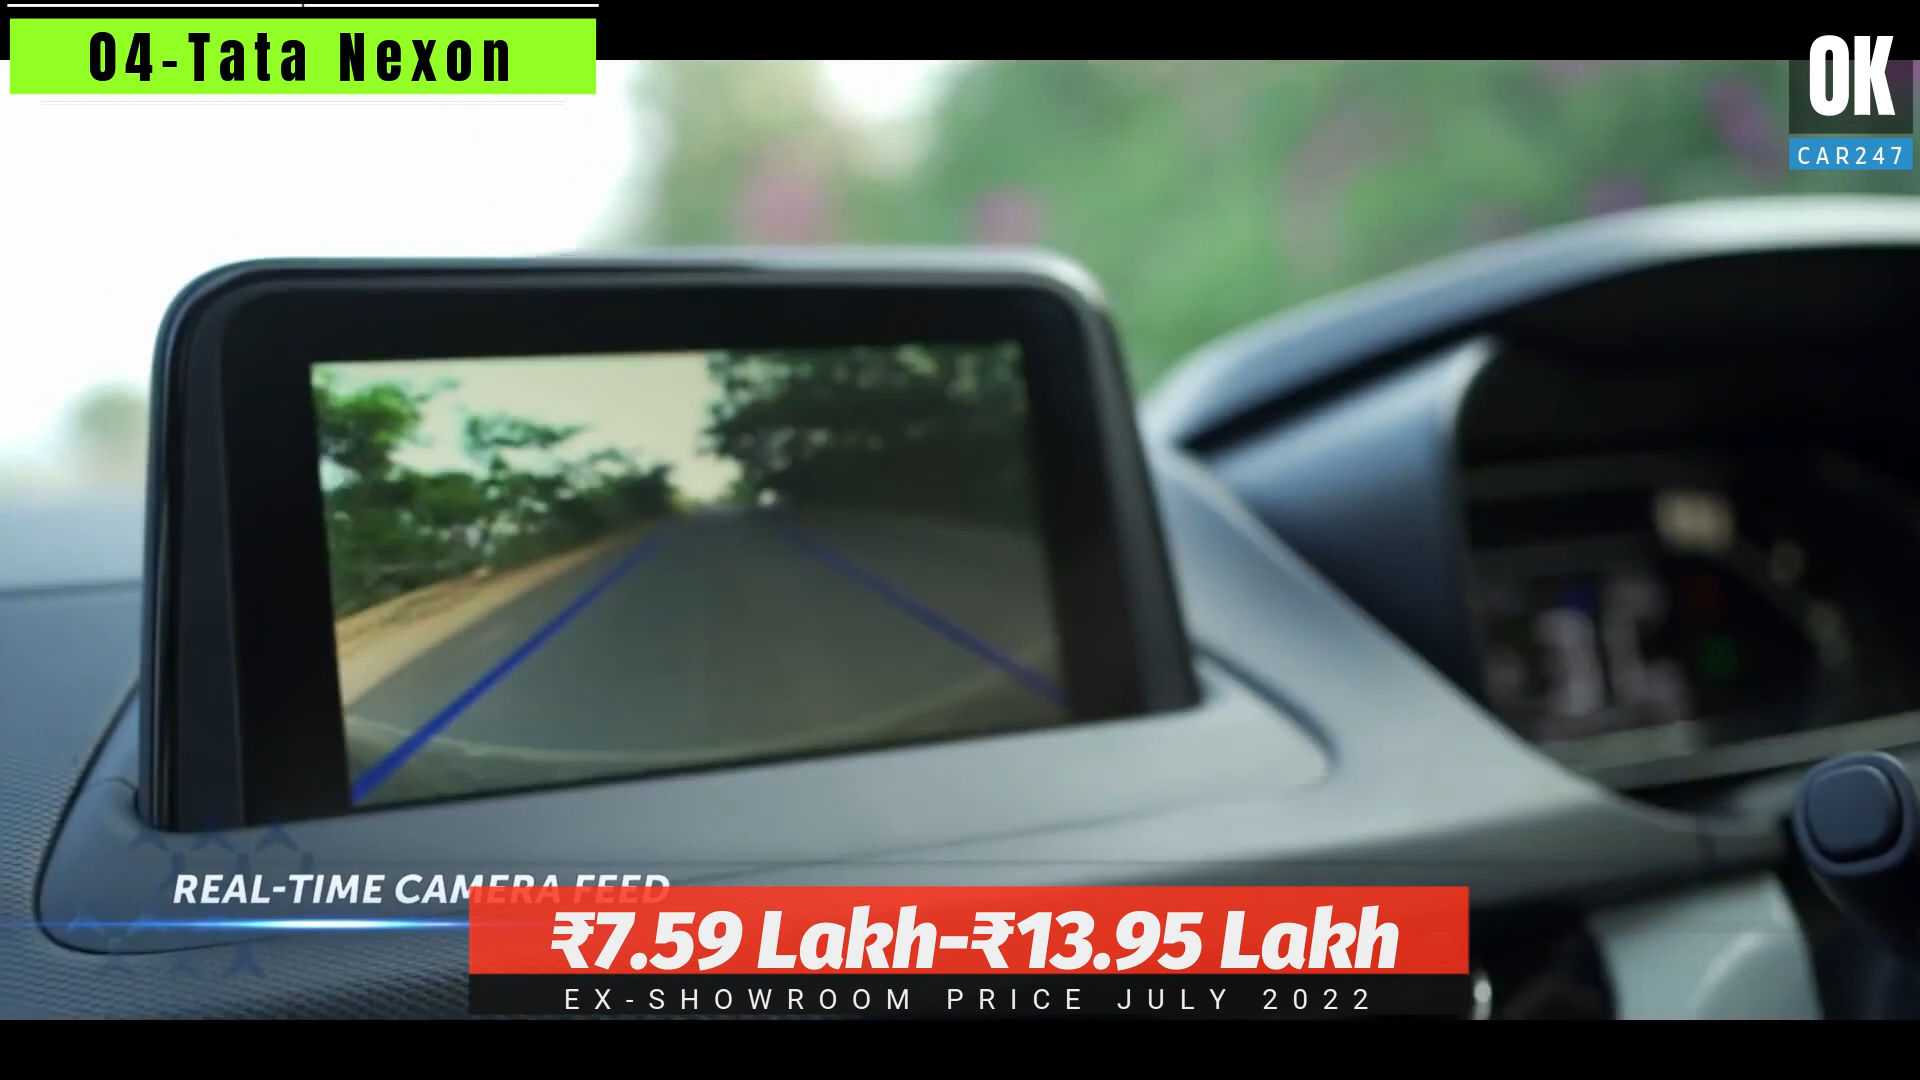 04-Tata Nexon
OK
CAR247
REAL-TIME CAMERA FEED
₹7.59 Lakh-₹13.95 Lakh
EX-SHOWROOM PRICE JULY 2022